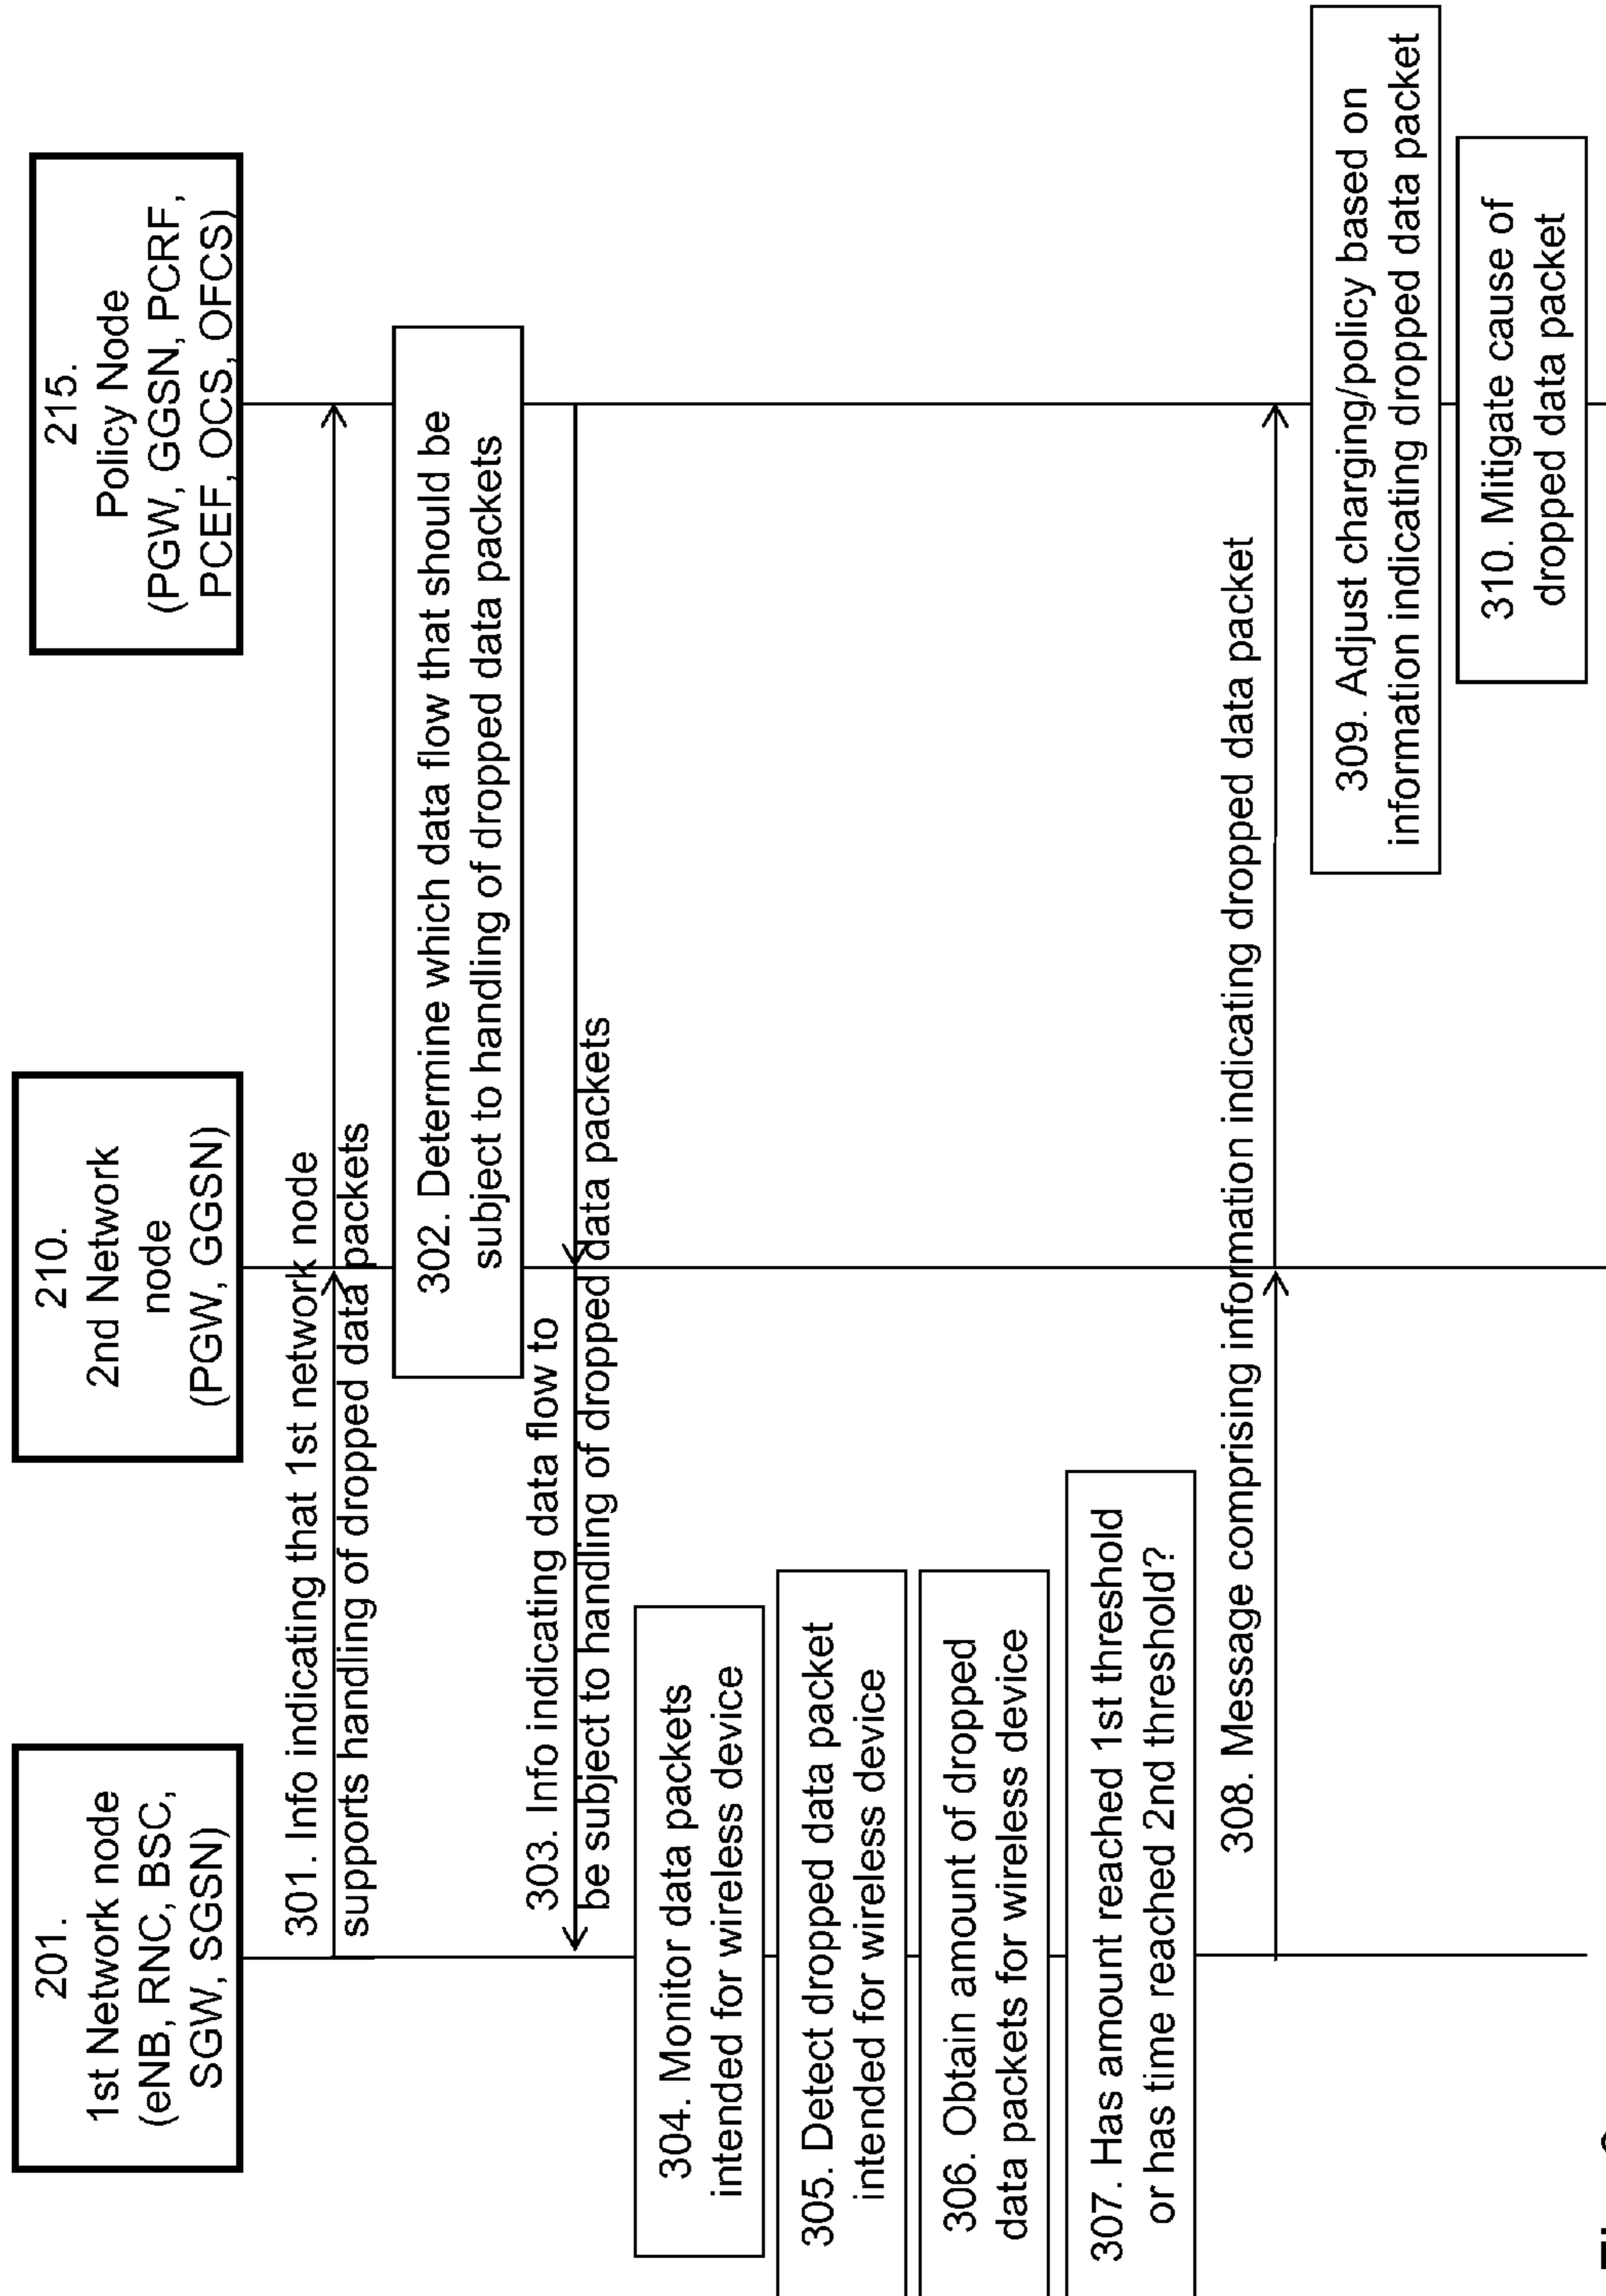 201.
1st Network node
(eNB, RNC, BSC,
SGW, SGSN)
210.
2nd Network
node
(PGW, GGSN)
215.
Policy Node
(PGW, GGSN, PCRF,
PCEF, OCS, OFCS)
301. Info indicating that 1st network node
supports handling of dropped data packets
302. Determine which data flow that should be
subject to handling of dropped data packets
303. Info indicating data flow to
be subject to handling of dropped data packets
304. Monitor data packets
intended for wireless device
305. Detect dropped data packet
intended for wireless device
306. Obtain amount of dropped
data packets for wireless device
307. Has amount reached 1st threshold
or has time reached 2nd threshold?
308. Message comprising information indicating dropped data packet
309. Adjust charging/policy based on
information indicating dropped data packet
310. Mitigate cause of
dropped data packet